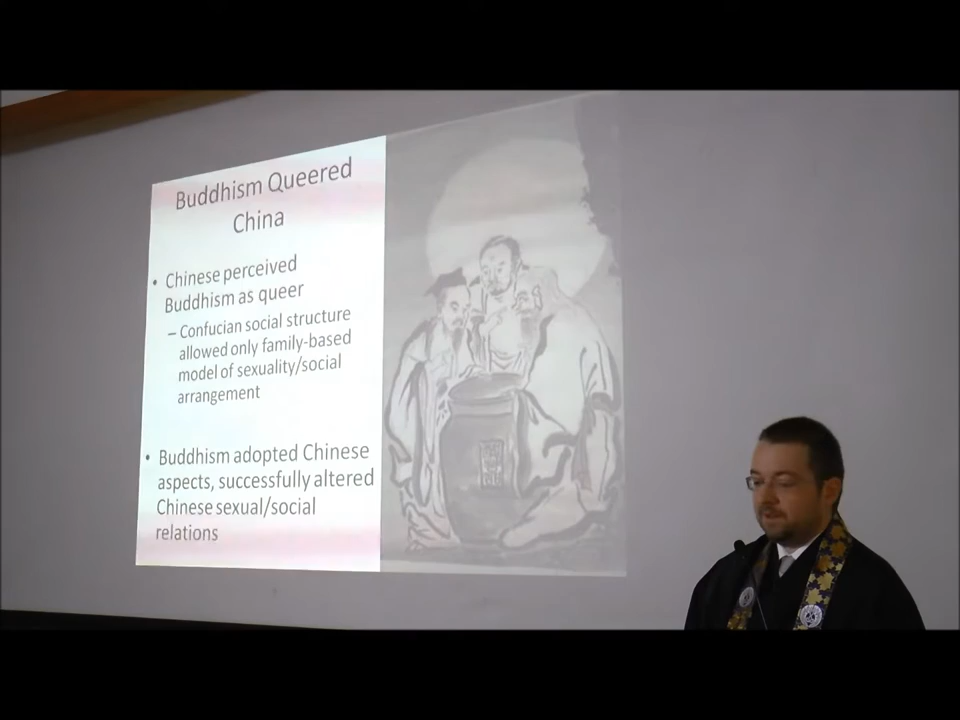 Buddhism Queered
China
• Chinese perceived
Buddhism as queer
– Confucian social structure
allowed only family-based
model of sexuality/social
arrangement
• Buddhism adopted Chinese
aspects, successfully altered
Chinese sexual/social
relations